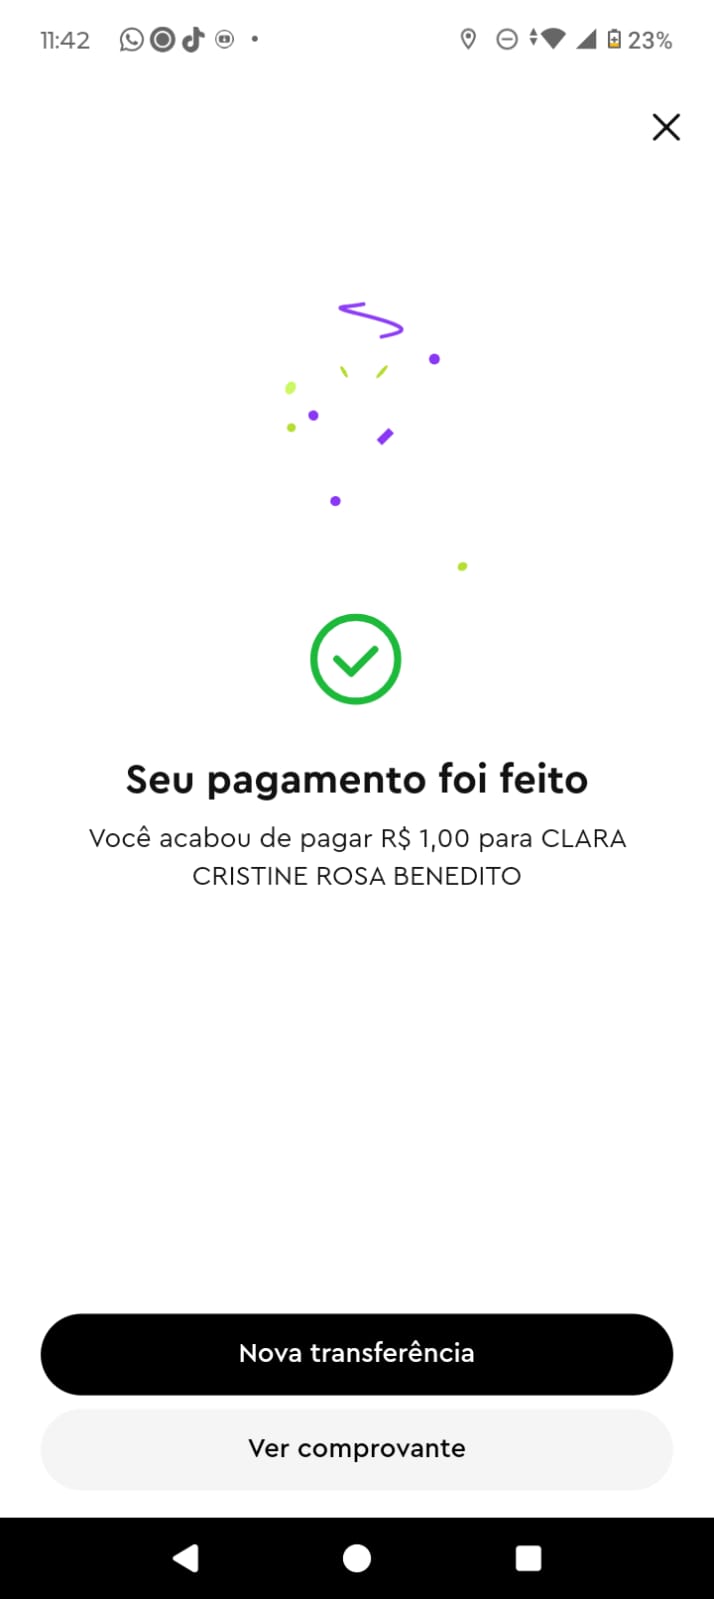 11:42
23%
Seu pagamento foi feito
Você acabou de pagar R$ 1,00 para CLARA
CRISTINE ROSA BENEDITO
Nova transferência
Ver comprovante